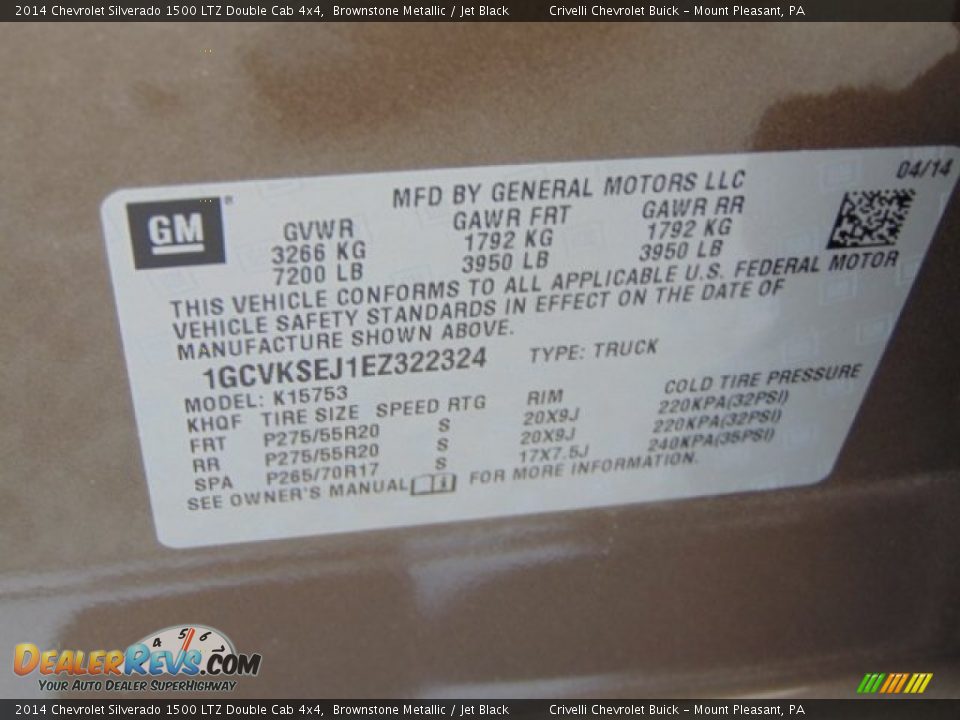 2014 Chevrolet Silverado 1500 LTZ Double Cab 4x4, Brownstone Metallic / Jet Black Crivelli Chevrolet Buick - Mount Pleasant, PA
04/14
GM
MFD BY GENERAL MOTORS LLC
GVWR GAWR FRT GAWR RR
3266 KG 1792 KG 1792 KG
7200 LB 3950 LB 3950 LB
THIS VEHICLE CONFORMS TO ALL APPLICABLE U.S. FEDERAL MOTOR
VEHICLE SAFETY STANDARDS IN EFFECT ON THE DATE OF
MANUFACTURE SHOWN ABOVE.
1GCVKSEJ1EZ322324 TYPE: TRUCK
MODEL: K15753
KHQF TIRE SIZE SPEED RTG RIM COLD TIRE PRESSURE
FRT P275/55R20 S 20X9J 220KPA(32PSI)
RR P275/55R20 S 20X9J 220KPA(32PSI)
SPA P265/70R17 S 17X7.5J 240KPA(35PSI)
SEE OWNER'S MANUAL FOR MORE INFORMATION.
4 5 6
DEALERREVS.COM
YOUR AUTO DEALER SUPERHIGHWAY
2014 Chevrolet Silverado 1500 LTZ Double Cab 4x4, Brownstone Metallic / Jet Black Crivelli Chevrolet Buick - Mount Pleasant, PA